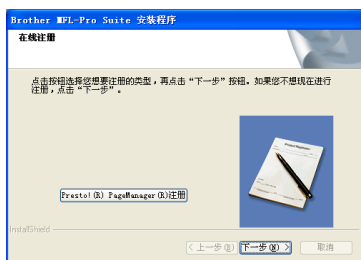 Brother MFL-Pro Suite 安装程序
在线注册
点击按钮选择您想要注册的类型，再点击“下一步”按钮。如果您不想现在进行
注册，点击“下一步”。
Presto!(R) PageManager(R)注册
InstallShield
< 上一步(B) 下一步(N) > 取消